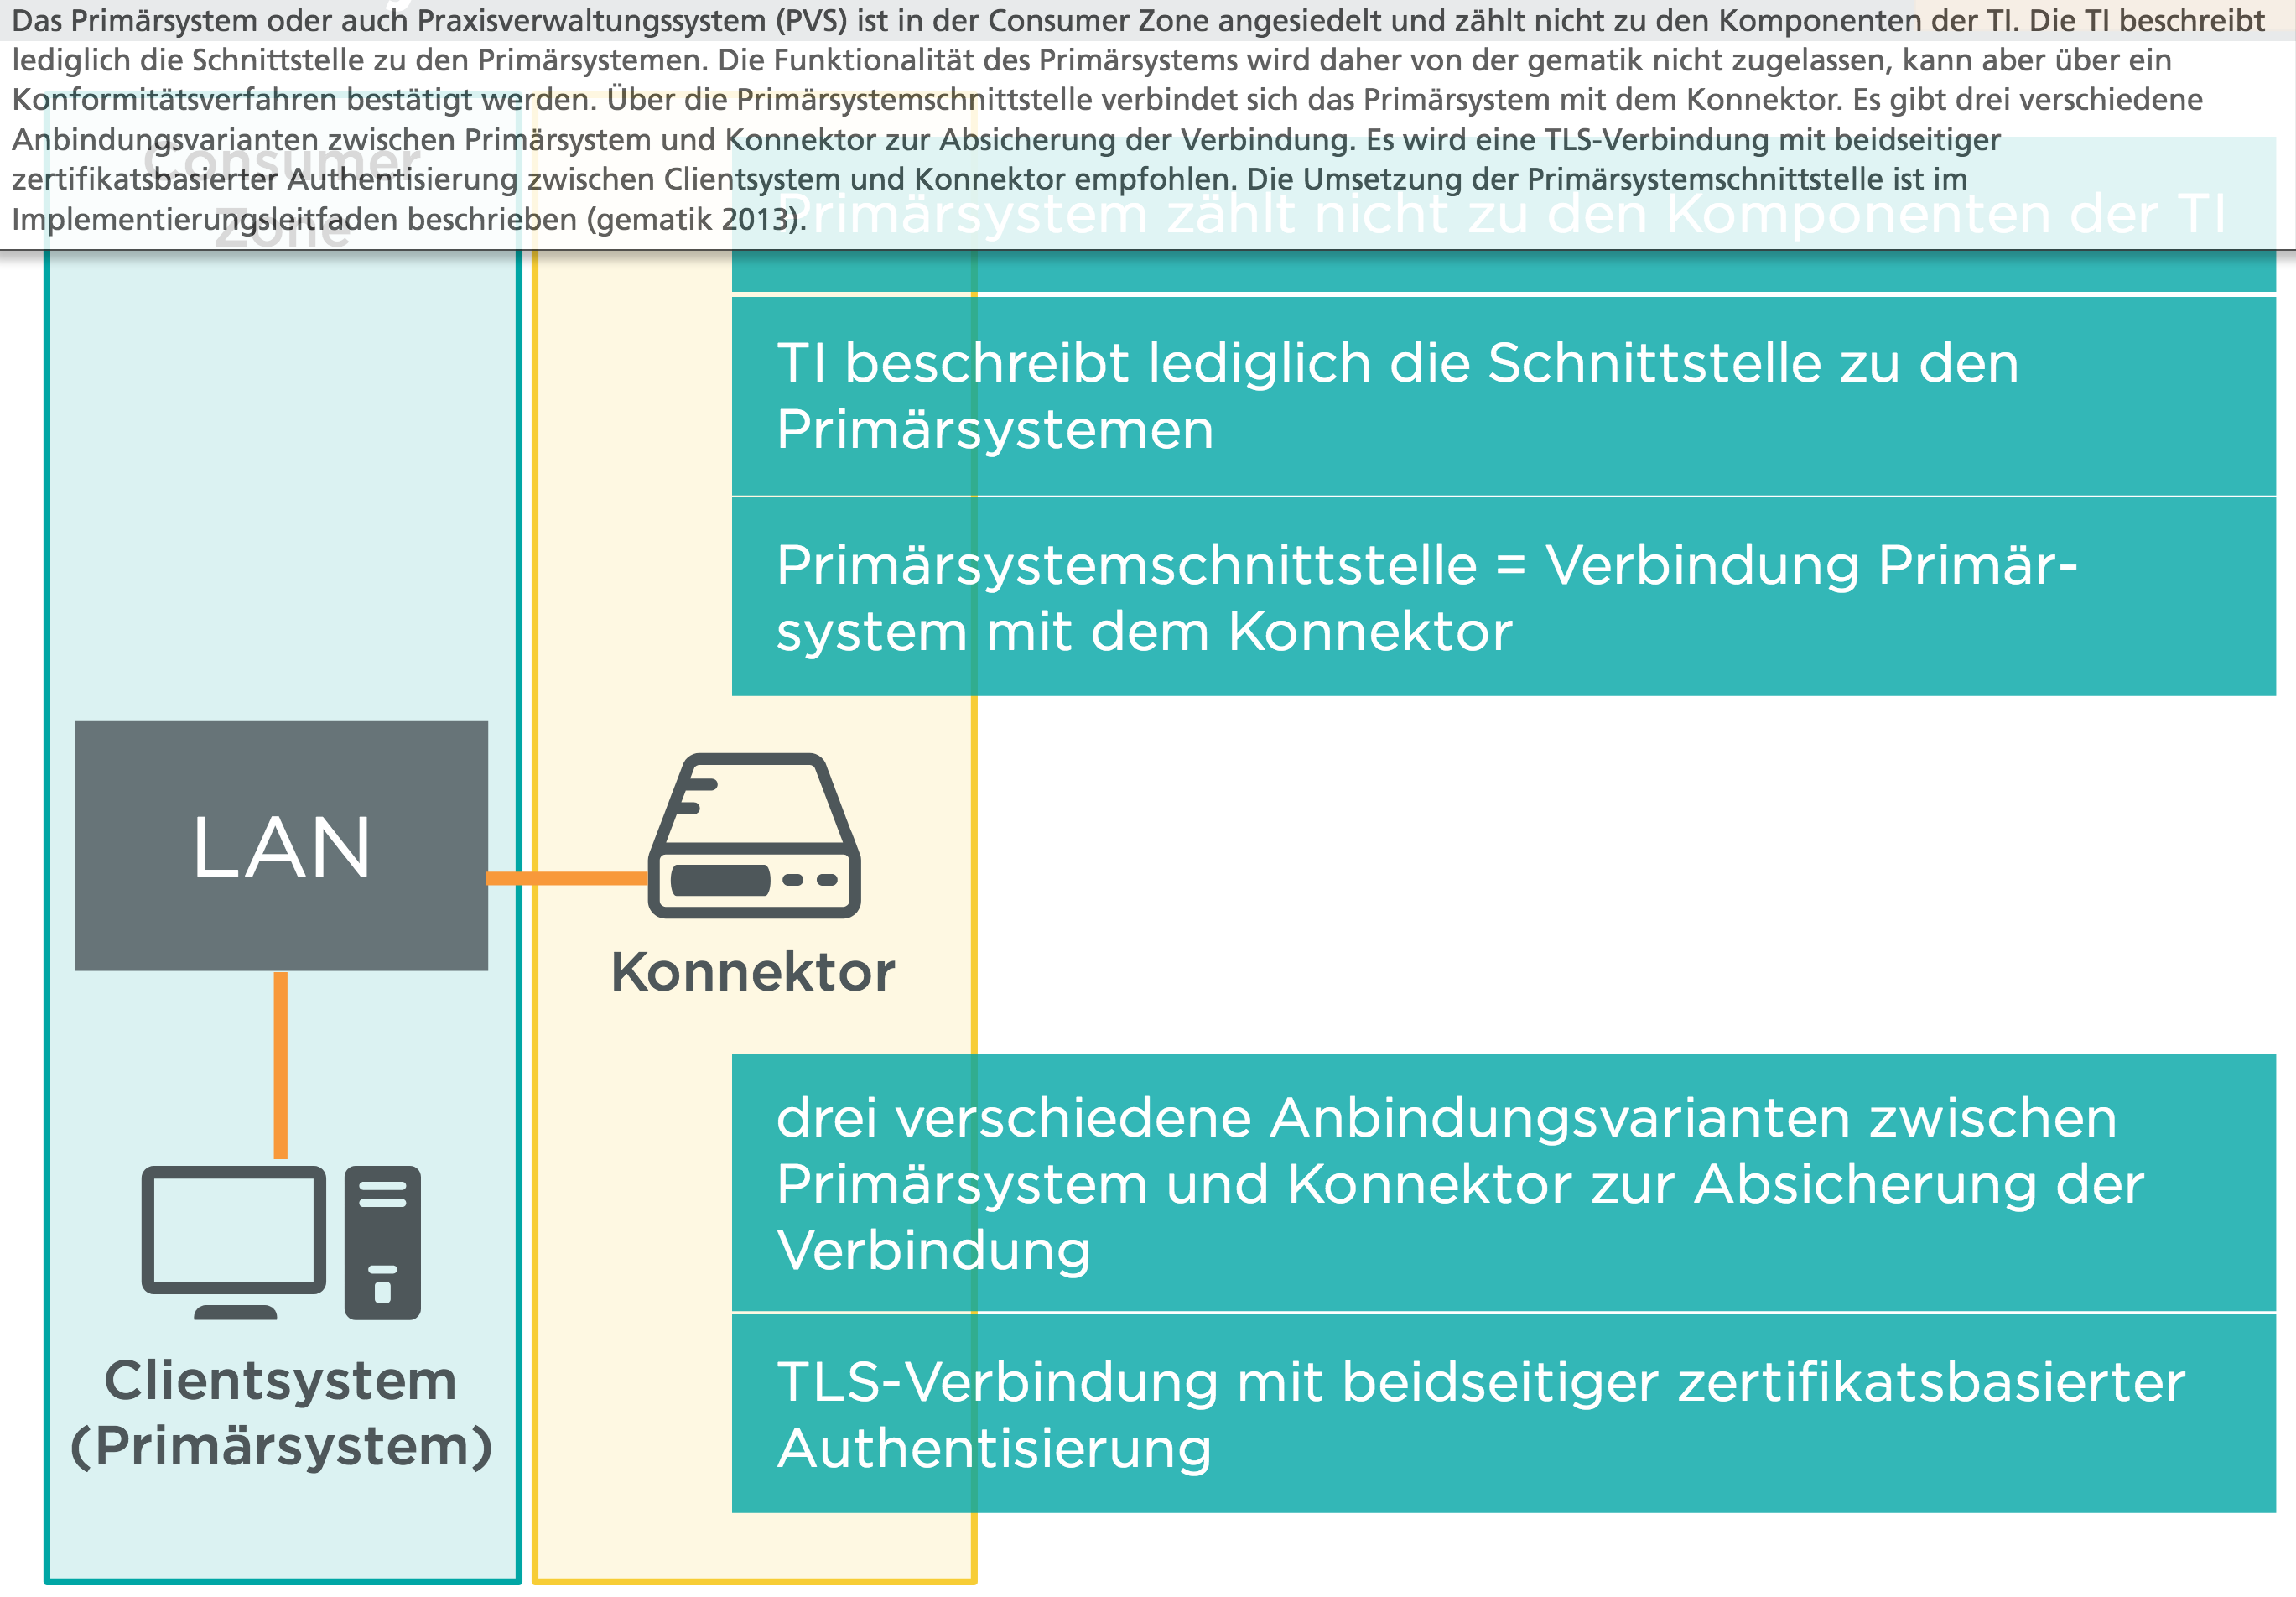 Das Primärsystem oder auch Praxisverwaltungssystem (PVS) ist in der Consumer Zone angesiedelt und zählt nicht zu den Komponenten der TI. Die TI beschreibt
lediglich die Schnittstelle zu den Primärsystemen. Die Funktionalität des Primärsystems wird daher von der gematik nicht zugelassen, kann aber über ein
Konformitätsverfahren bestätigt werden. Über die Primärsystemschnittstelle verbindet sich das Primärsystem mit dem Konnektor. Es gibt drei verschiedene
Anbindungsvarianten zwischen Primärsystem und Konnektor zur Absicherung der Verbindung. Es wird eine TLS-Verbindung mit beidseitiger
zertifikatsbasierter Authentisierung zwischen Clientsystem und Konnektor empfohlen. Die Umsetzung der Primärsystemschnittstelle ist im
Implementierungsleitfaden beschrieben (gematik 2013).
Consumer
Zone
Primärsystem zählt nicht zu den Komponenten der TI
TI beschreibt lediglich die Schnittstelle zu den
Primärsystemen
Primärsystemschnittstelle = Verbindung Primär-
system mit dem Konnektor
LAN
Konnektor
drei verschiedene Anbindungsvarianten zwischen
Primärsystem und Konnektor zur Absicherung der
Verbindung
TLS-Verbindung mit beidseitiger zertifikatsbasierter
Authentisierung
Clientsystem
(Primärsystem)